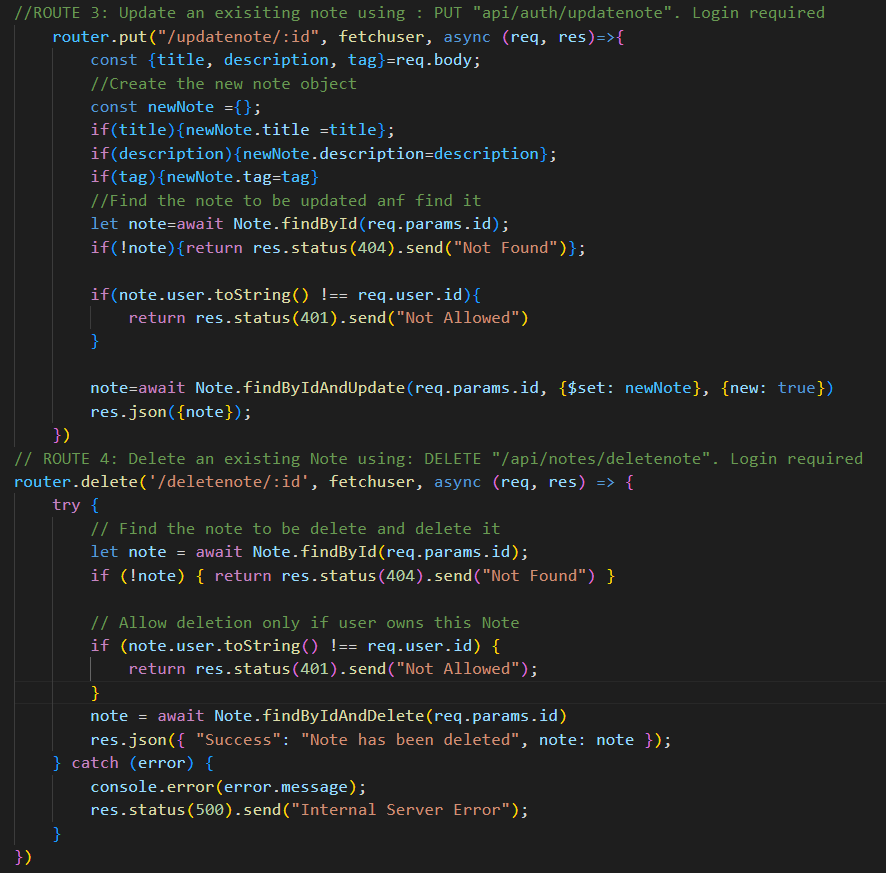 //ROUTE 3: Update an exisiting note using : PUT "api/auth/updatenote". Login required
router.put("/updatenote/:id", fetchuser, async (req, res)=>{
const {title, description, tag}=req.body;
//Create the new note object
const newNote ={};
if(title){newNote.title =title};
if(description){newNote.description=description};
if(tag){newNote.tag=tag}
//Find the note to be updated anf find it
let note=await Note.findById(req.params.id);
if(!note){return res.status(404).send("Not Found")};
if(note.user.toString() !== req.user.id){
return res.status(401).send("Not Allowed")
}
note=await Note.findByIdAndUpdate(req.params.id, {$set: newNote}, {new: true})
res.json({note});
})
// ROUTE 4: Delete an existing Note using: DELETE "/api/notes/deletenote". Login required
router.delete('/deletenote/:id', fetchuser, async (req, res) => {
try {
// Find the note to be delete and delete it
let note = await Note.findById(req.params.id);
if (!note) { return res.status(404).send("Not Found") }
// Allow deletion only if user owns this Note
if (note.user.toString() !== req.user.id) {
return res.status(401).send("Not Allowed");
}
note = await Note.findByIdAndDelete(req.params.id)
res.json({ "Success": "Note has been deleted", note: note });
} catch (error) {
console.error(error.message);
res.status(500).send("Internal Server Error");
}
})